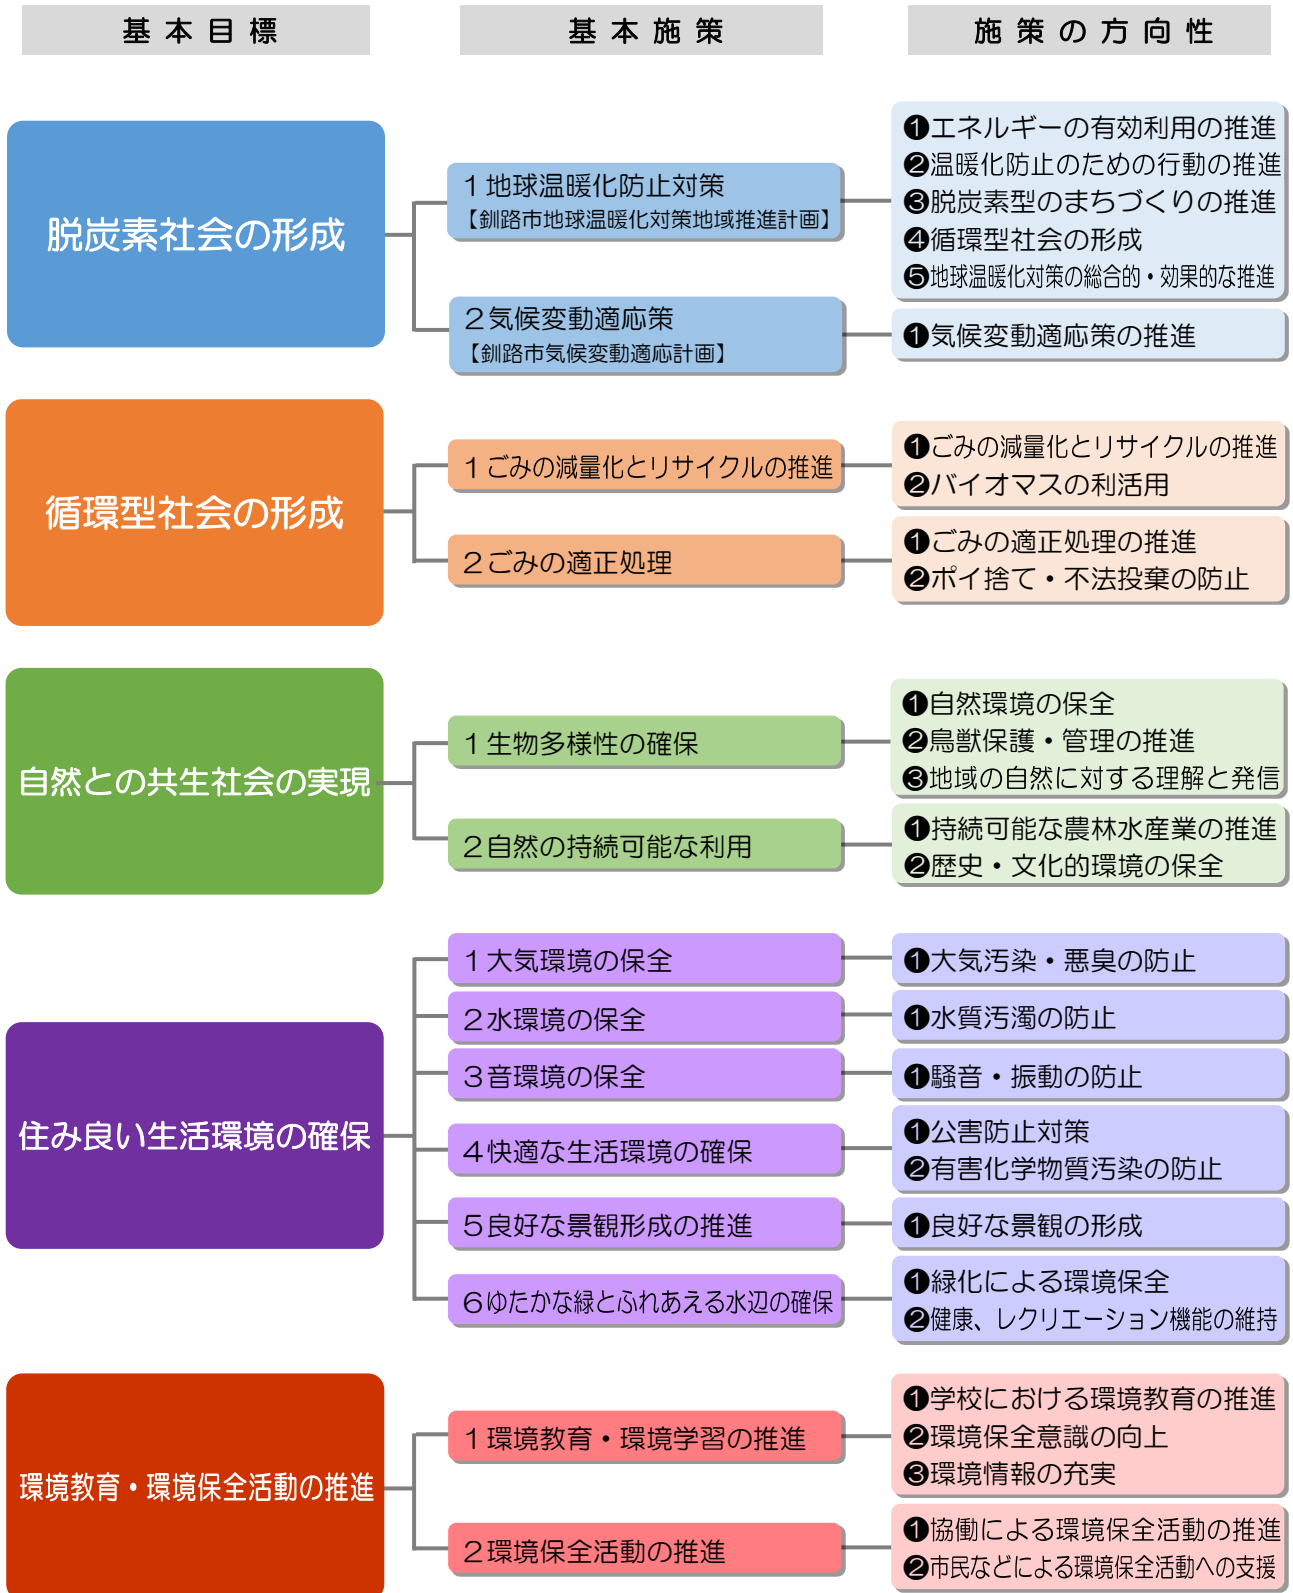 基本目標
基本施策
施策の方向性
脱炭素社会の形成
1地球温暖化防止対策
【釧路市地球温暖化対策地域推進計画】
❶エネルギーの有効利用の推進
❷温暖化防止のための行動の推進
❸脱炭素型のまちづくりの推進
❹循環型社会の形成
❺地球温暖化対策の総合的・効果的な推進
2気候変動適応策
【釧路市気候変動適応計画】
❶気候変動適応策の推進
循環型社会の形成
1ごみの減量化とリサイクルの推進
❶ごみの減量化とリサイクルの推進
❷バイオマスの利活用
2ごみの適正処理
❶ごみの適正処理の推進
❷ポイ捨て・不法投棄の防止
自然との共生社会の実現
1生物多様性の確保
❶自然環境の保全
❷鳥獣保護・管理の推進
❸地域の自然に対する理解と発信
2自然の持続可能な利用
❶持続可能な農林水産業の推進
❷歴史・文化的環境の保全
住み良い生活環境の確保
1大気環境の保全
❶大気汚染・悪臭の防止
2水環境の保全
❶水質汚濁の防止
3音環境の保全
❶騒音・振動の防止
4快適な生活環境の確保
❶公害防止対策
❷有害化学物質汚染の防止
5良好な景観形成の推進
❶良好な景観の形成
6ゆたかな緑とふれあえる水辺の確保
❶緑化による環境保全
❷健康、レクリエーション機能の維持
環境教育・環境保全活動の推進
1環境教育・環境学習の推進
❶学校における環境教育の推進
❷環境保全意識の向上
❸環境情報の充実
2環境保全活動の推進
❶協働による環境保全活動の推進
❷市民などによる環境保全活動への支援